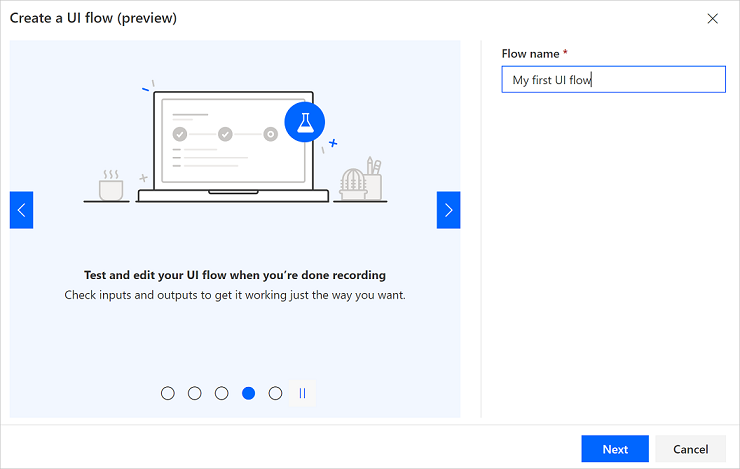 Create a UI flow (preview)
Flow name *
My first UI flow
Test and edit your UI flow when you’re done recording
Check inputs and outputs to get it working just the way you want.
Next
Cancel